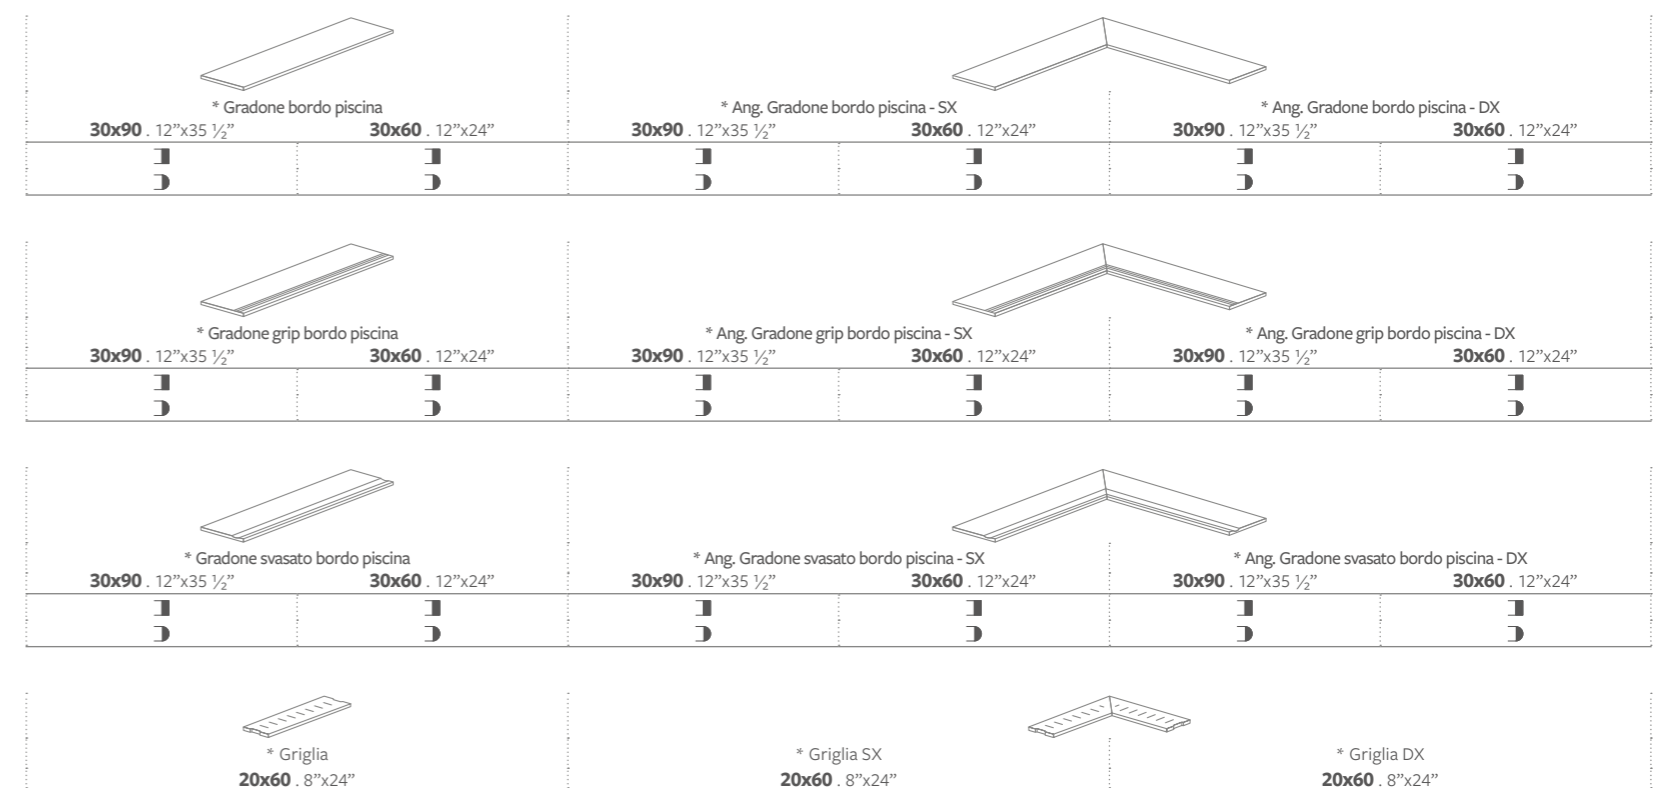 * Gradone bordo piscina
* Ang. Gradone bordo piscina - SX
* Ang. Gradone bordo piscina - DX
30x90 . 12”x35 ½” 30x60 . 12”x24” 30x90 . 12”x35 ½” 30x60 . 12”x24” 30x90 . 12”x35 ½” 30x60 . 12”x24”
* Gradone grip bordo piscina
* Ang. Gradone grip bordo piscina - SX
* Ang. Gradone grip bordo piscina - DX
30x90 . 12”x35 ½” 30x60 . 12”x24” 30x90 . 12”x35 ½” 30x60 . 12”x24” 30x90 . 12”x35 ½” 30x60 . 12”x24”
* Gradone svasato bordo piscina
* Ang. Gradone svasato bordo piscina - SX
* Ang. Gradone svasato bordo piscina - DX
30x90 . 12”x35 ½” 30x60 . 12”x24” 30x90 . 12”x35 ½” 30x60 . 12”x24” 30x90 . 12”x35 ½” 30x60 . 12”x24”
* Griglia
* Griglia SX
* Griglia DX
20x60 . 8”x24” 20x60 . 8”x24” 20x60 . 8”x24”